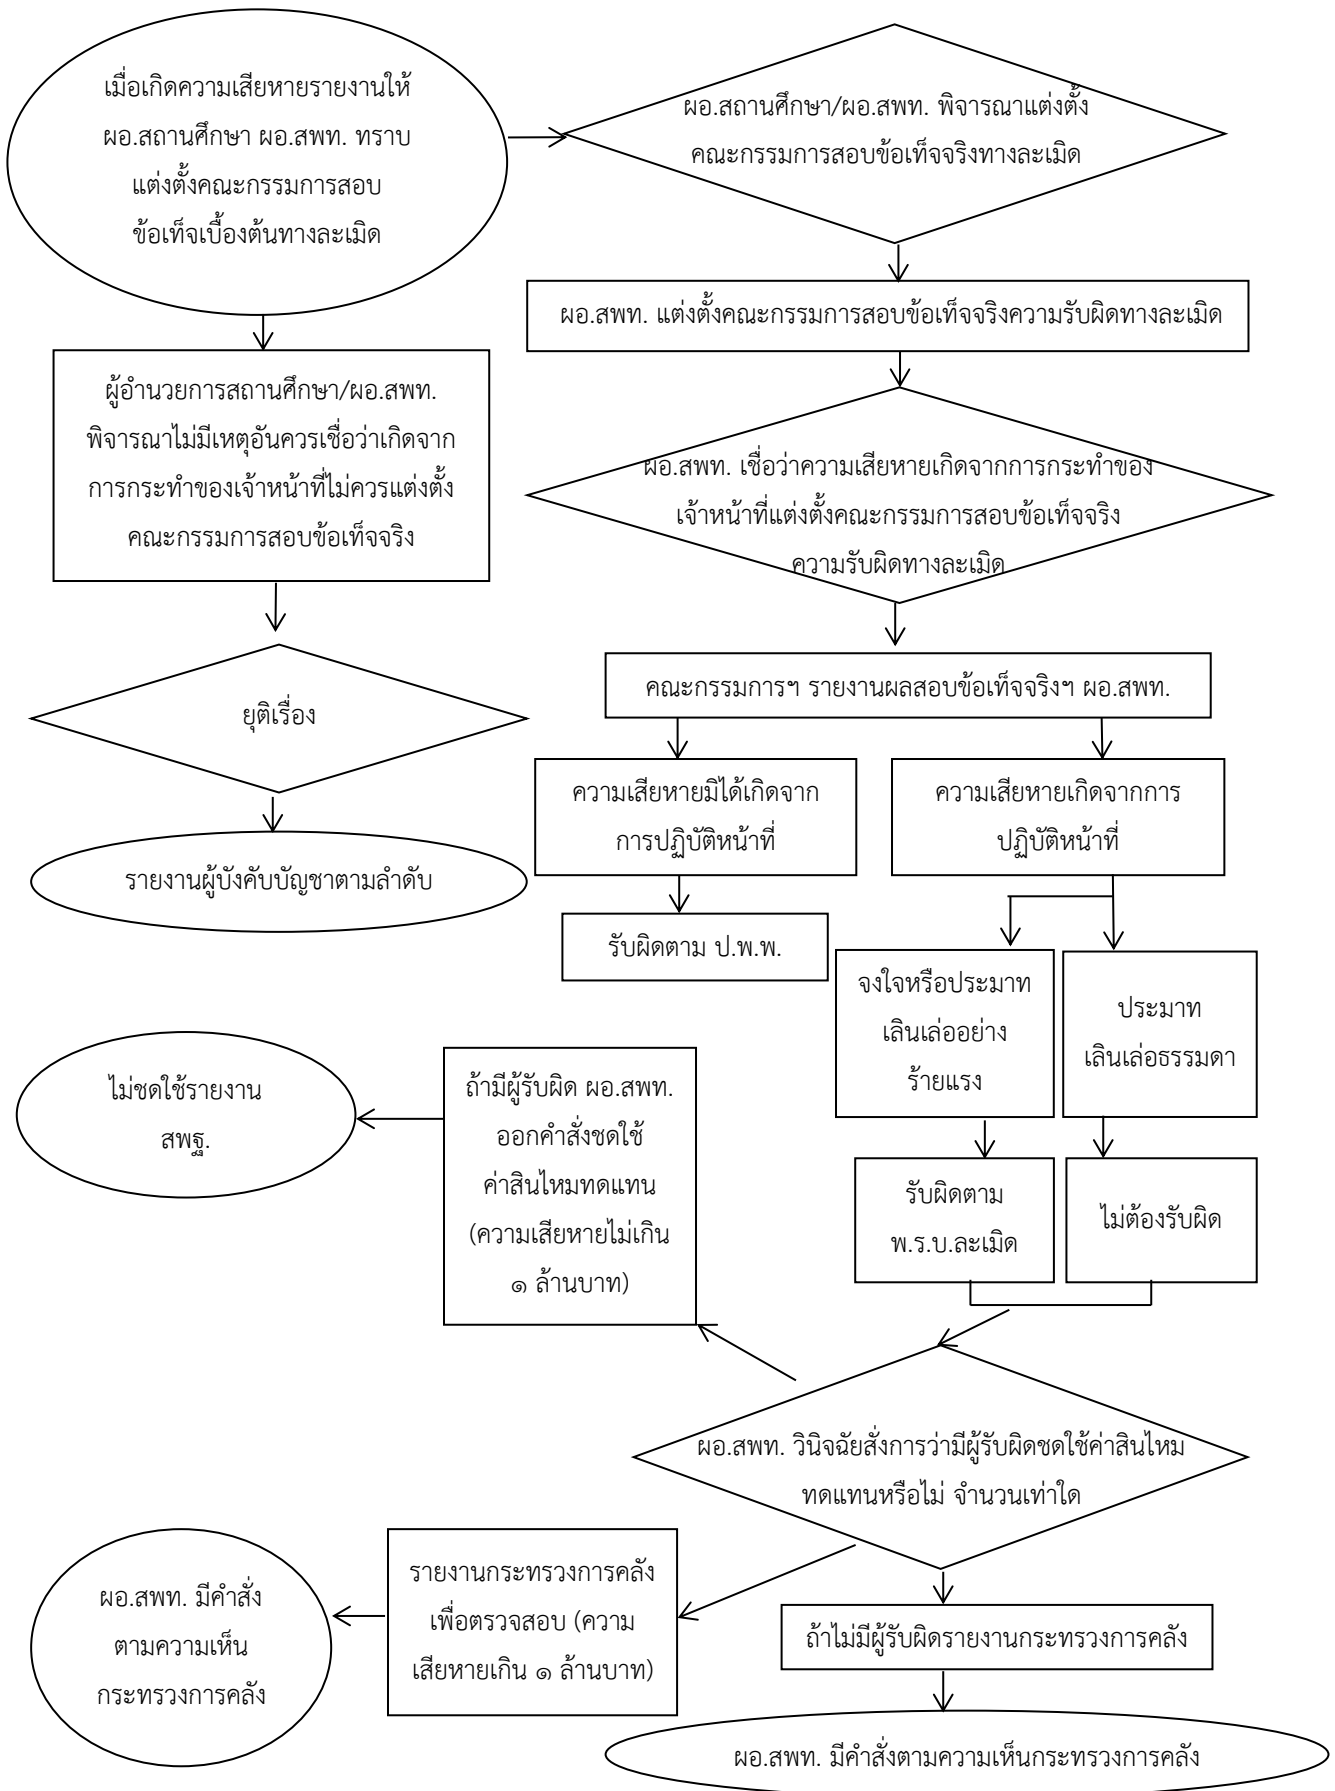 เมื่อเกิดความเสียหายรายงานให้
ผอ.สถานศึกษา ผอ.สพท. ทราบ
แต่งตั้งคณะกรรมการสอบ
ข้อเท็จเบื้องต้นทางละเมิด
ผอ.สถานศึกษา/ผอ.สพท. พิจารณาแต่งตั้ง
คณะกรรมการสอบข้อเท็จจริงทางละเมิด
ผอ.สพท. แต่งตั้งคณะกรรมการสอบข้อเท็จจริงความรับผิดทางละเมิด
ผู้อำนวยการสถานศึกษา/ผอ.สพท.
พิจารณาไม่มีเหตุอันควรเชื่อว่าเกิดจาก
การกระทำของเจ้าหน้าที่ไม่ควรแต่งตั้ง
คณะกรรมการสอบข้อเท็จจริง
ผอ.สพท. เชื่อว่าความเสียหายเกิดจากการกระทำของ
เจ้าหน้าที่แต่งตั้งคณะกรรมการสอบข้อเท็จจริง
ความรับผิดทางละเมิด
ยุติเรื่อง
รายงานผู้บังคับบัญชาตามลำดับ
คณะกรรมการฯ รายงานผลสอบข้อเท็จจริงฯ ผอ.สพท.
ความเสียหายมิได้เกิดจาก
การปฏิบัติหน้าที่
ความเสียหายเกิดจากการ
ปฏิบัติหน้าที่
รับผิดตาม ป.พ.พ.
จงใจหรือประมาท
เลินเล่ออย่าง
ร้ายแรง
ประมาท
เลินเล่อธรรมดา
ไม่ชดใช้รายงาน
สพฐ.
ถ้ามีผู้รับผิด ผอ.สพท.
ออกคำสั่งชดใช้
ค่าสินไหมทดแทน
(ความเสียหายไม่เกิน
๑ ล้านบาท)
รับผิดตาม
พ.ร.บ.ละเมิด
ไม่ต้องรับผิด
ผอ.สพท. วินิจฉัยสั่งการว่ามีผู้รับผิดชดใช้ค่าสินไหม
ทดแทนหรือไม่ จำนวนเท่าใด
ผอ.สพท. มีคำสั่ง
ตามความเห็น
กระทรวงการคลัง
รายงานกระทรวงการคลัง
เพื่อตรวจสอบ (ความ
เสียหายเกิน ๑ ล้านบาท)
ถ้าไม่มีผู้รับผิดรายงานกระทรวงการคลัง
ผอ.สพท. มีคำสั่งตามความเห็นกระทรวงการคลัง